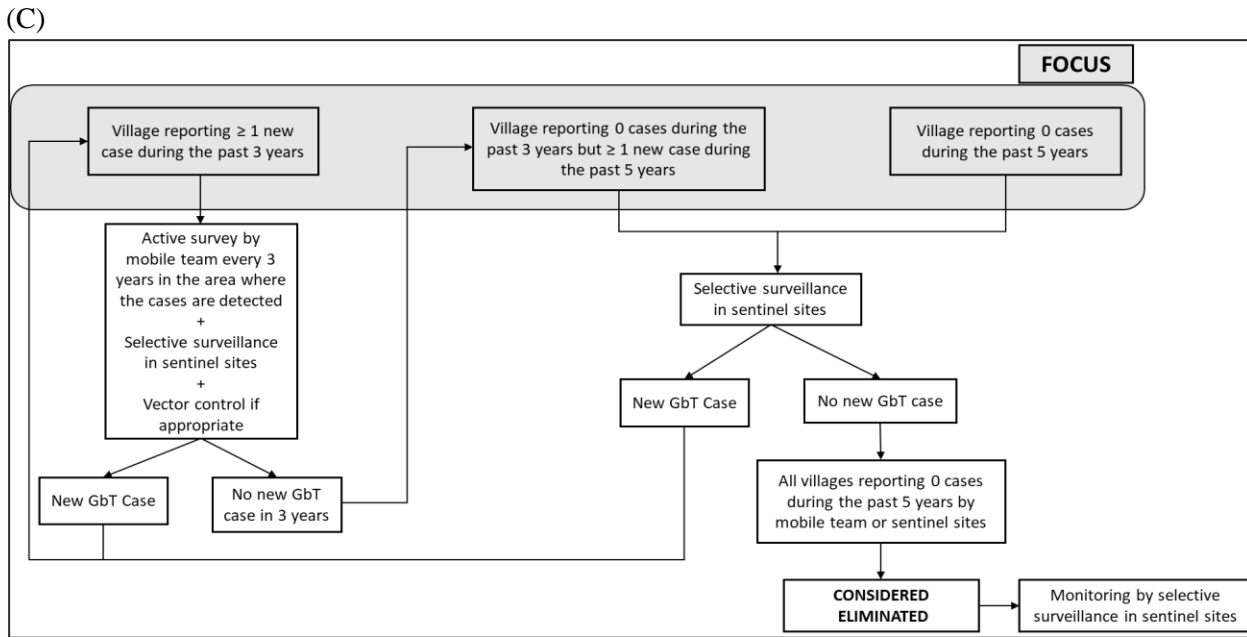 (C)
FOCUS
Village reporting ≥ 1 new
case during the past 3 years
Village reporting 0 cases during the
past 3 years but ≥ 1 new case during
the past 5 years
Village reporting 0 cases
during the past 5 years
Active survey by
mobile team every 3
years in the area where
the cases are detected
+
Selective surveillance
in sentinel sites
+
Vector control if
appropriate
Selective surveillance
in sentinel sites
New GbT Case
No new GbT case
New GbT Case
No new GbT
case in 3 years
All villages reporting 0 cases
during the past 5 years by
mobile team or sentinel sites
CONSIDERED
ELIMINATED
Monitoring by selective
surveillance in sentinel sites